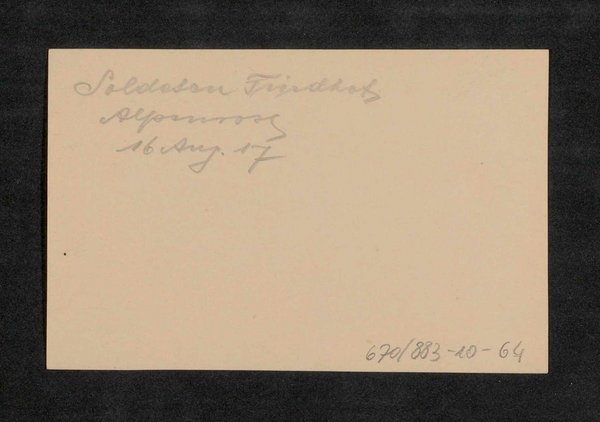 Soldaten Friedhof
Alpenrose
16 Aug. 17
670/883-10-64